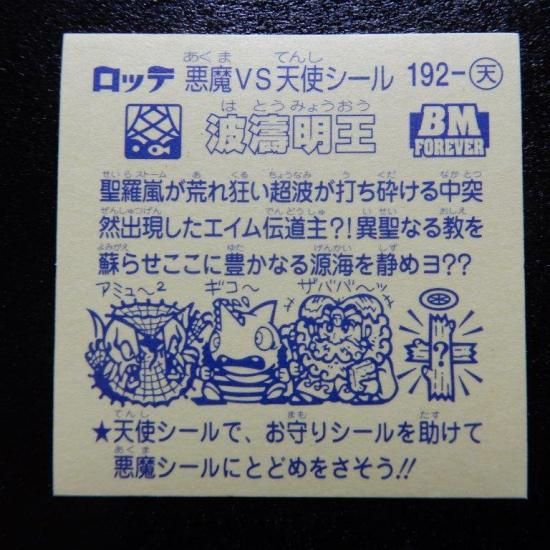 ロッテ 悪魔VS天使シール 192-天
あくま てんし
波濤明王
はとうみょうおう
BM
FOREVER
聖羅嵐が荒れ狂い超波が打ち砕ける中突
せいらストーム あ くる ちょうなみ う くだ なかとつ
然出現したエイム伝道主?!異聖なる教を
ぜんしゅつげん でんどうしゅ いせい おしえ
蘇らせここに豊かなる源海を静めヨ??
よみがえ ゆた げんかい しず
アミュ〜2 ギコ〜 ザババ〜ッ
?
★天使シールで、お守りシールを助けて
てんし まも たす
悪魔シールにとどめをさそう!!
あくま